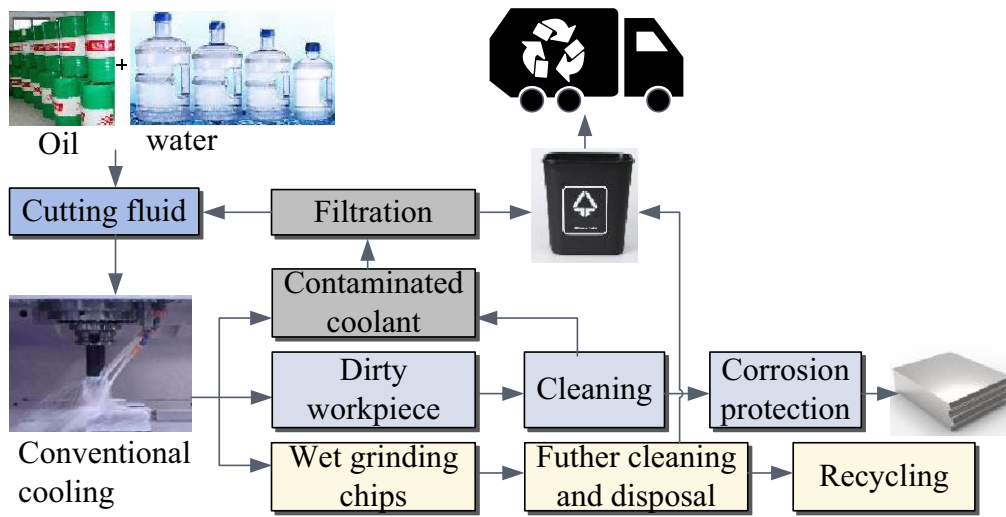 +
Oil
water
Cutting fluid
Filtration
Contaminated
coolant
Dirty
workpiece
Cleaning
Corrosion
protection
Conventional
cooling
Wet grinding
chips
Futher cleaning
and disposal
Recycling